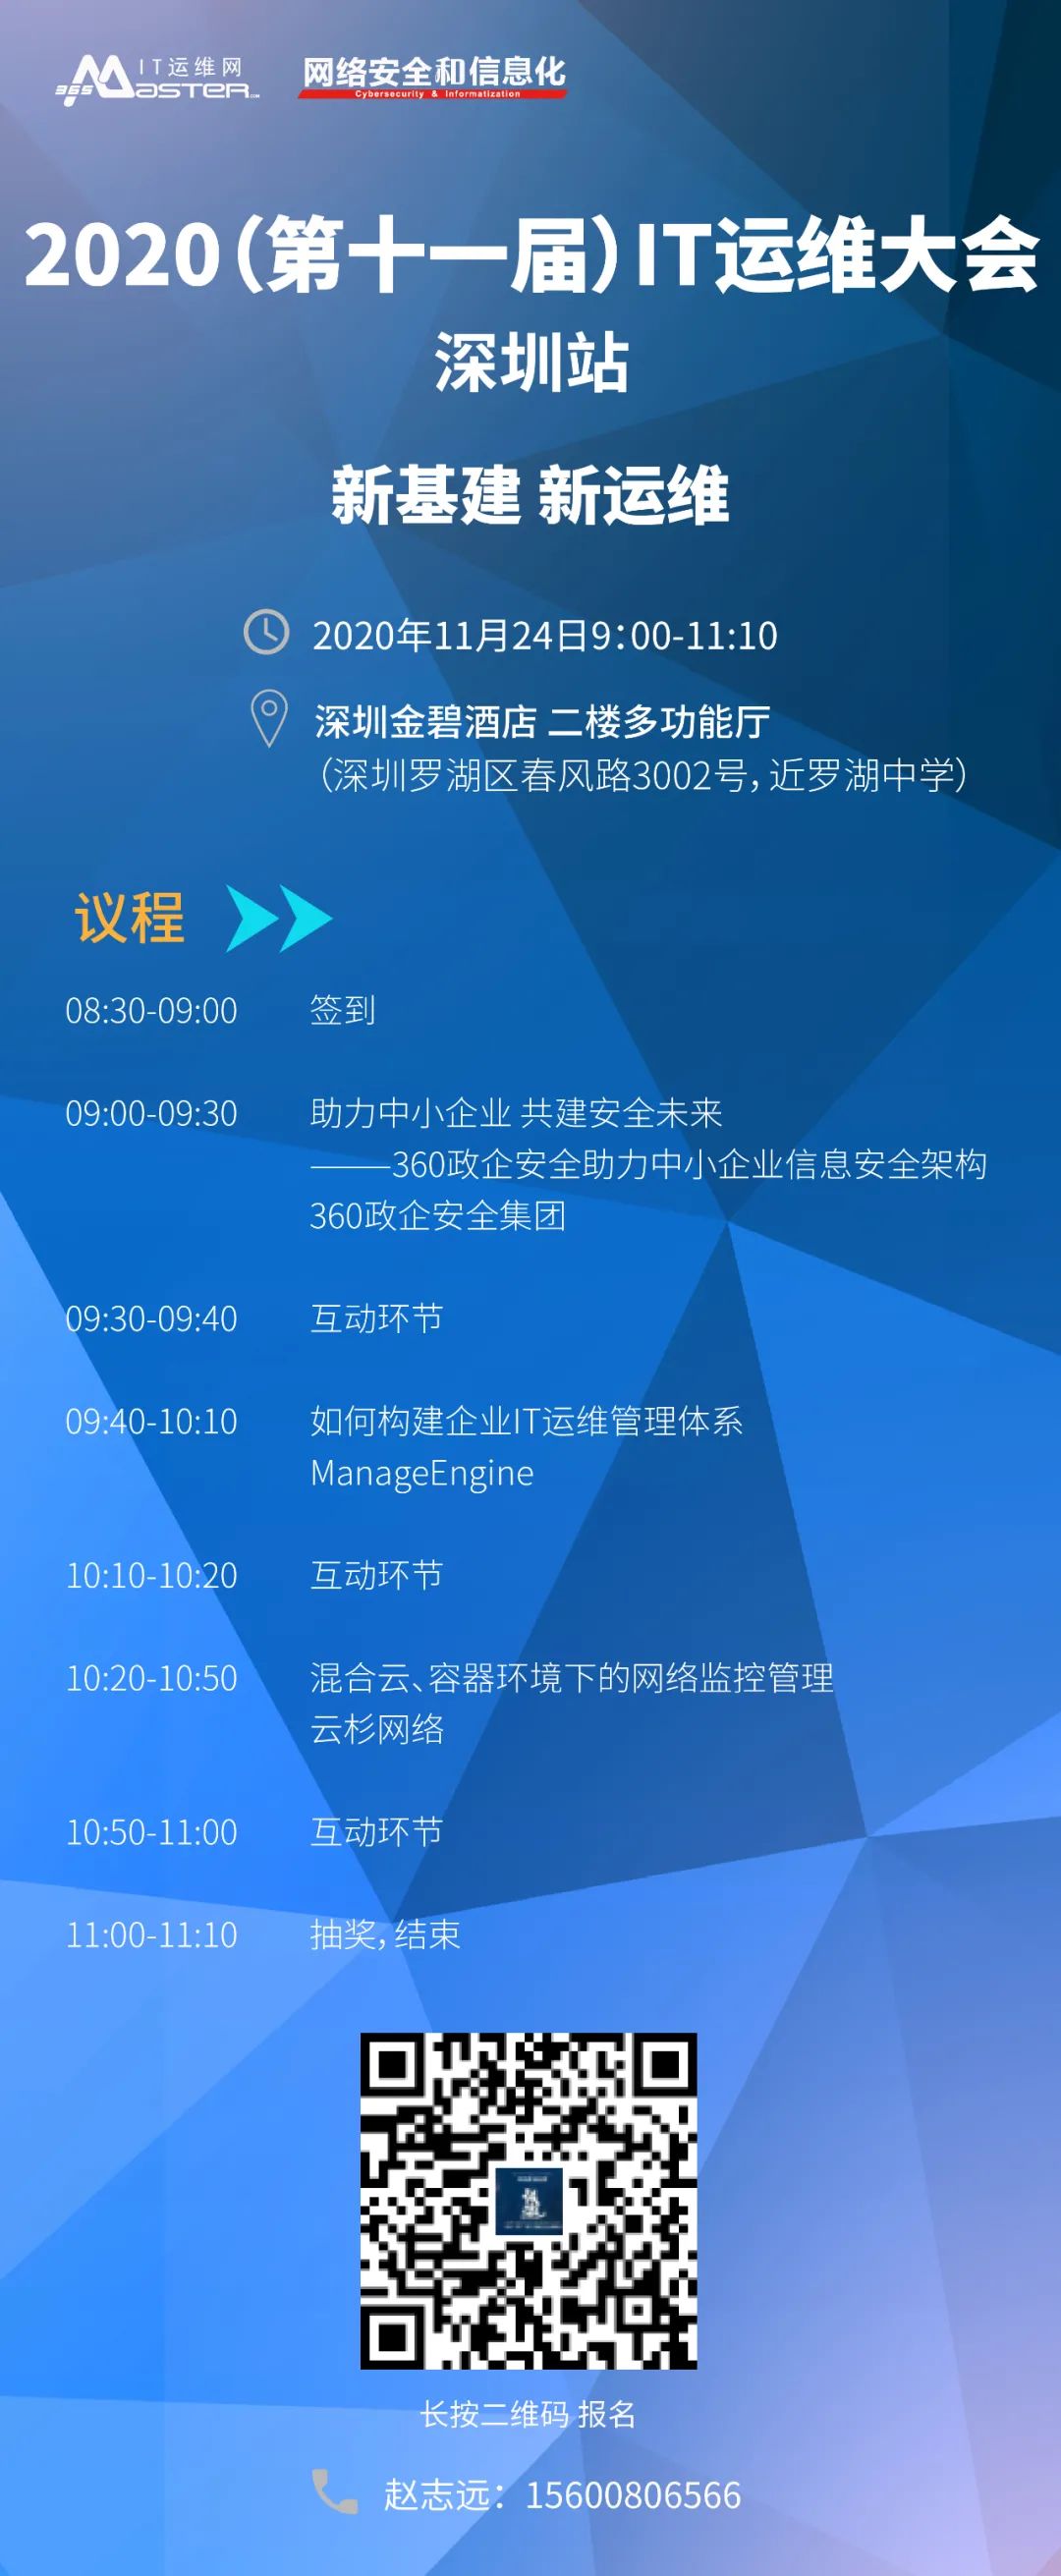 IT运维网
365 Master
网络安全和信息化
Cybersecurity & Informatization
2020（第十一届）IT运维大会
深圳站
新基建 新运维
2020年11月24日9：00-11:10
深圳金碧酒店 二楼多功能厅
（深圳罗湖区春风路3002号，近罗湖中学）
议程
08:30-09:00 签到
09:00-09:30 助力中小企业 共建安全未来
———360政企安全助力中小企业信息安全架构
360政企安全集团
09:30-09:40 互动环节
09:40-10:10 如何构建企业IT运维管理体系
ManageEngine
10:10-10:20 互动环节
10:20-10:50 混合云、容器环境下的网络监控管理
云杉网络
10:50-11:00 互动环节
11:00-11:10 抽奖，结束
长按二维码 报名
赵志远：15600806566